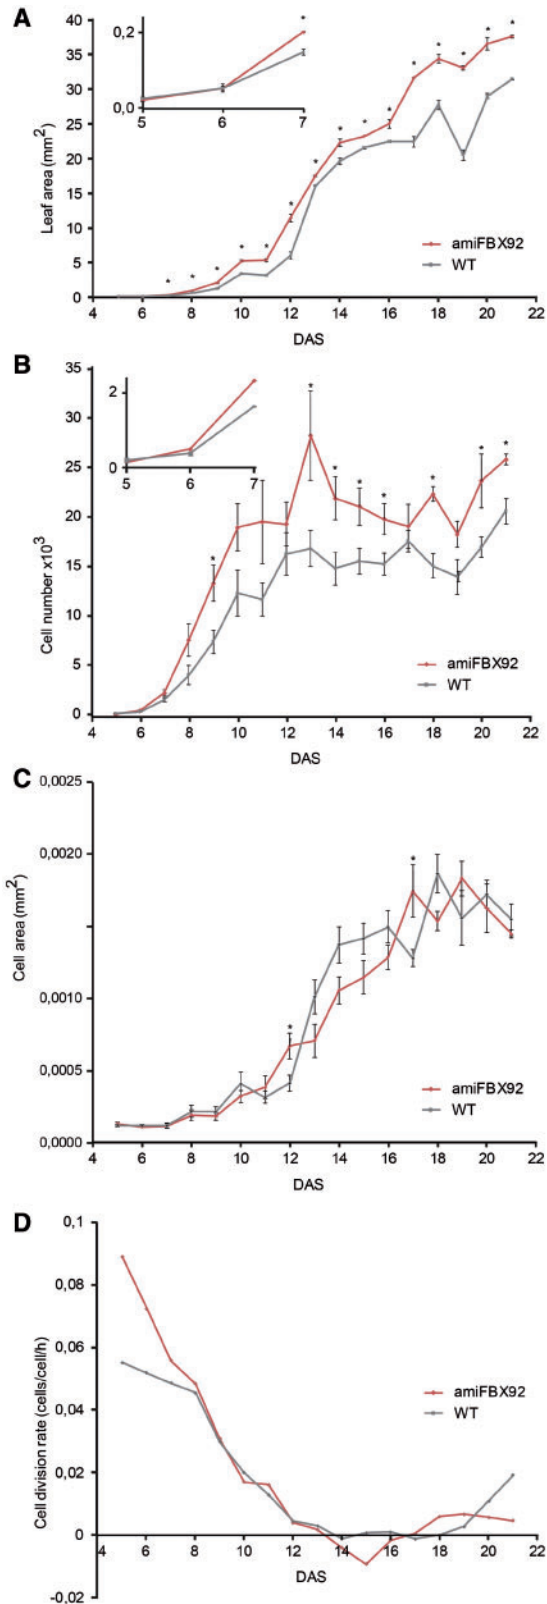 A
Leaf area (mm²)
40
35
30
25
20
15
10
5
0
0,2
0,0
5 6 7
*
* * * * * * * * * * * * * * *
amiFBX92
WT
4 6 8 10 12 14 16 18 20 22
DAS
B
Cell number x10³
35
30
25
20
15
10
5
0
2
0
5 6 7
* * * * * * * *
amiFBX92
WT
4 6 8 10 12 14 16 18 20 22
DAS
C
Cell area (mm²)
0,0025
0,0020
0,0010
0,0005
0,0000
* *
amiFBX92
WT
4 6 8 10 12 14 16 18 20 22
DAS
D
Cell division rate (cells/cell/h)
0,1
0,08
0,06
0,04
0,02
0
-0,02
amiFBX92
WT
4 6 8 10 12 14 16 18 20 22
DAS